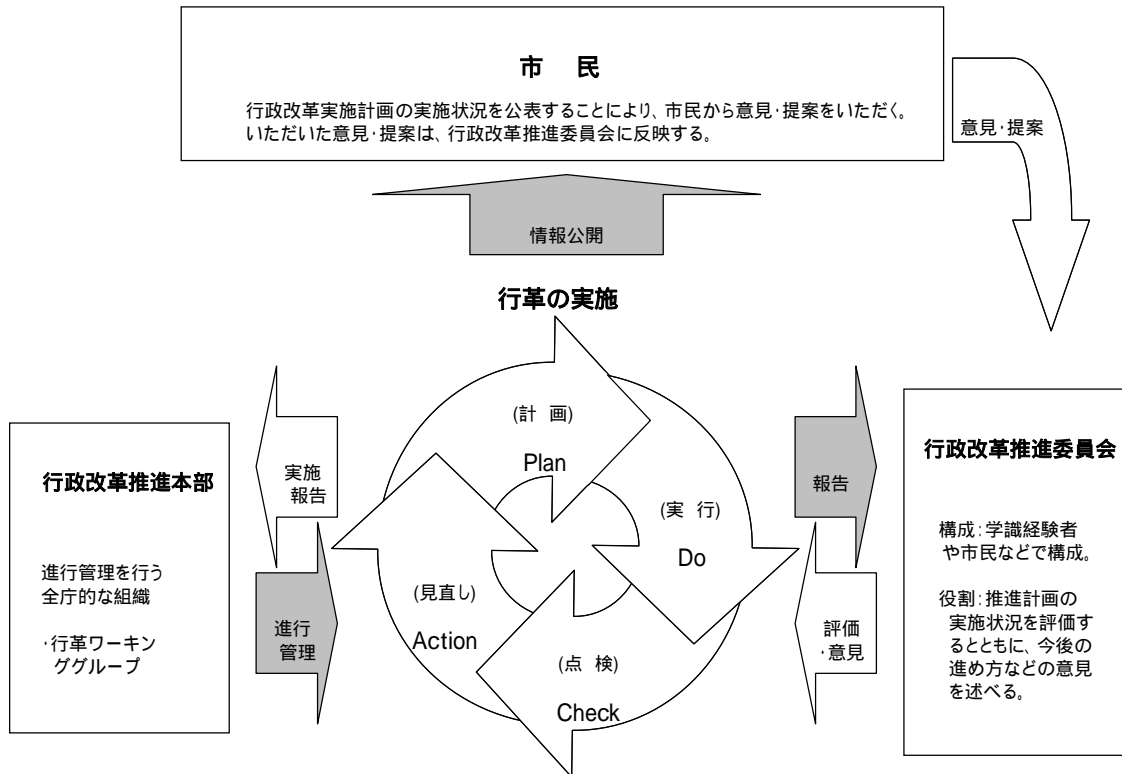 市 民
行政改革実施計画の実施状況を公表することにより、市民から意見・提案をいただく。
いただいた意見・提案は、行政改革推進委員会に反映する。
意見・提案
情報公開
行革の実施
(計 画)
Plan
(実 行)
Do
(点 検)
Check
(見直し)
Action
実施
報告
進行
管理
行政改革推進本部
進行管理を行う
全庁的な組織
・行革ワーキン
ググループ
報告
評価
・意見
行政改革推進委員会
構成：学識経験者
や市民などで構成。
役割：推進計画の
実施状況を評価す
るとともに、今後の
進め方などの意見
を述べる。